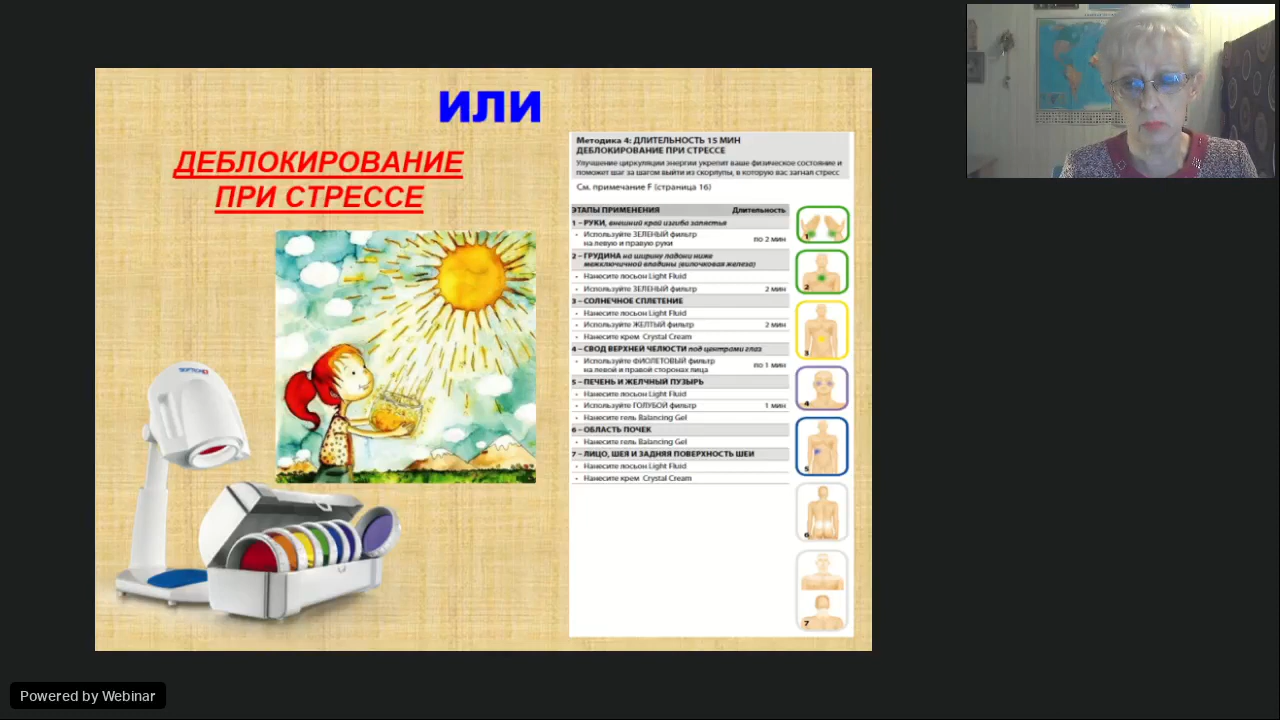 ИЛИ
ДЕБЛОКИРОВАНИЕ
ПРИ СТРЕССЕ
Методика 4: ДЛИТЕЛЬНОСТЬ 15 МИН
ДЕБЛОКИРОВАНИЕ ПРИ СТРЕССЕ
Улучшение циркуляции энергии укрепит ваше физическое состояние и
поможет шаг за шагом выйти из скорлупы, в которую вас загнал стресс
См. примечание F (страница 16)
ЭТАПЫ ПРИМЕНЕНИЯ Длительность
1 – РУКИ, внешний край изгиба запястья
• Используйте ЗЕЛЕНЫЙ фильтр
на левую и правую руки по 2 мин
2 – ГРУДИНА на ширину ладони ниже
межключичной впадины (вилочковая железа)
• Нанесите лосьон Light Fluid
• Используйте ЗЕЛЕНЫЙ фильтр 2 мин
3 – СОЛНЕЧНОЕ СПЛЕТЕНИЕ
• Нанесите лосьон Light Fluid
• Используйте ЖЕЛТЫЙ фильтр 2 мин
• Нанесите крем Crystal Cream
4 – СВОД ВЕРХНЕЙ ЧЕЛЮСТИ под центрами глаз
• Используйте ФИОЛЕТОВЫЙ фильтр
на левой и правой сторонах лица по 1 мин
5 – ПЕЧЕНЬ И ЖЕЛЧНЫЙ ПУЗЫРЬ
• Нанесите лосьон Light Fluid
• Используйте ГОЛУБОЙ фильтр 1 мин
• Нанесите гель Balancing Gel
6 – ОБЛАСТЬ ПОЧЕК
• Нанесите гель Balancing Gel
7 – ЛИЦО, ШЕЯ И ЗАДНЯЯ ПОВЕРХНОСТЬ ШЕИ
• Нанесите лосьон Light Fluid
• Нанесите крем Crystal Cream
1
2
3
4
5
6
7
Powered by Webinar